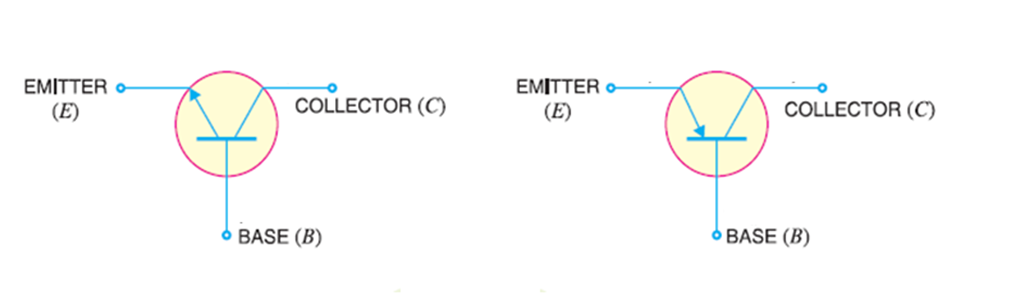 EMITTER
(E)
COLLECTOR (C)
BASE (B)
EMITTER
(E)
COLLECTOR (C)
BASE (B)